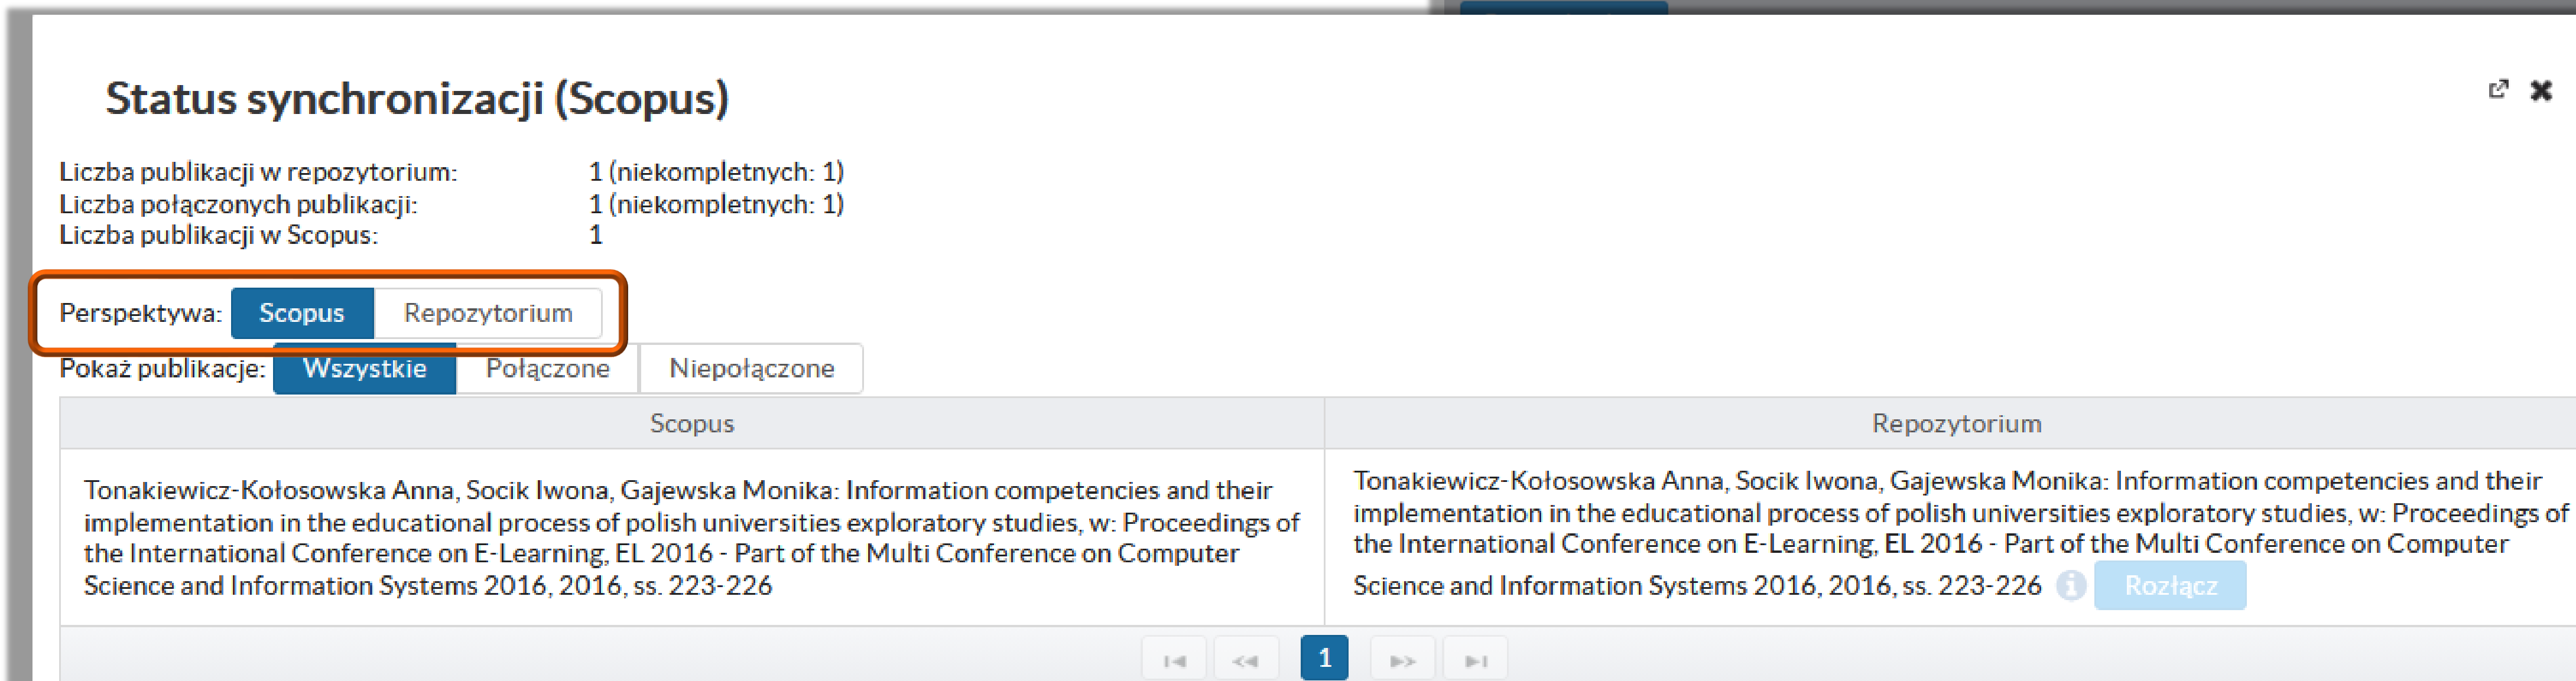 Status synchronizacji (Scopus)
Liczba publikacji w repozytorium: 1 (niekompletnych: 1)
Liczba połączonych publikacji: 1 (niekompletnych: 1)
Liczba publikacji w Scopus: 1
Perspektywa: Scopus Repozytorium
Pokaż publikacje: Wszystkie Połączone Niepołączone
Scopus Repozytorium
Tonakiewicz-Kołosowska Anna, Socik Iwona, Gajewska Monika: Information competencies and their
implementation in the educational process of polish universities exploratory studies, w: Proceedings of
the International Conference on E-Learning, EL 2016 - Part of the Multi Conference on Computer
Science and Information Systems 2016, 2016, ss. 223-226
Tonakiewicz-Kołosowska Anna, Socik Iwona, Gajewska Monika: Information competencies and their
implementation in the educational process of polish universities exploratory studies, w: Proceedings of
the International Conference on E-Learning, EL 2016 - Part of the Multi Conference on Computer
Science and Information Systems 2016, 2016, ss. 223-226 Rozłącz
1